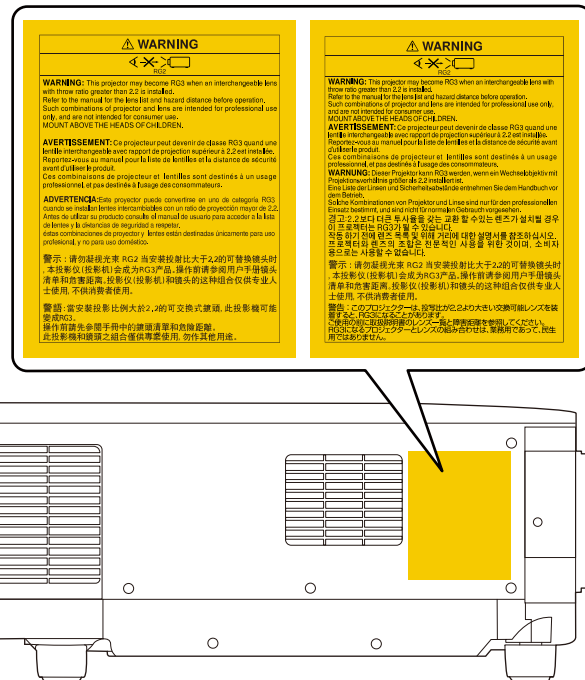 WARNING
RG2
WARNING: This projector may become RG3 when an interchangeable lens
with throw ratio greater than 2.2 is installed.
Refer to the manual for the lens list and hazard distance before operation.
Such combinations of projector and lens are intended for professional use
only, and are not intended for consumer use.
MOUNT ABOVE THE HEADS OF CHILDREN.
AVERTISSEMENT: Ce projecteur peut devenir de classe RG3 quand une
lentille interchangeable avec rapport de projection supérieur à 2.2 est installée.
Reportez-vous au manuel pour la liste de lentilles et la distance de sécurité
avant d'utiliser le produit.
Ces combinaisons de projecteur et lentilles sont destinés à un usage
professionnel, et pas destinés à l'usage des consommateurs.
ADVERTENCIA: Este proyector puede convertirse en uno de categoría RG3
cuando se instalan lentes intercambiables con un ratio de proyección mayor de 2,2.
Antes de utilizar su producto consulte el manual de usuario para acceder a la lista
de lentes y la distancias de seguridad a respetar.
éstas combinaciones de proyector y lentes están destinadas únicamente para uso
profesional, y no para uso doméstico.
警示：请勿凝视光束 RG2 当安装投射比大于2.2的可替换镜头时
, 本投影仪 (投影机) 会成为RG3产品。操作前请参阅用户手册镜头
清单和危害距离。投影仪 (投影机) 和镜头的这种组合仅供专业人
士使用, 不供消费者使用。
警語：當安裝投影比例大於2.2的可交換式鏡頭, 此投影機可能
變成RG3。
操作前請先參閱手冊中的鏡頭清單和危險距離。
此投影機和鏡頭之組合僅供專業使用, 勿作其他用途。
WARNING
RG2
WARNING: This projector may become RG3 when an interchangeable lens with
throw ratio greater than 2.2 is installed.
Refer to the manual for the lens list and hazard distance before operation.
Such combinations of projector and lens are intended for professional use only,
and are not intended for consumer use.
MOUNT ABOVE THE HEADS OF CHILDREN.
AVERTISSEMENT: Ce projecteur peut devenir de classe RG3 quand une
lentille interchangeable avec rapport de projection supérieur à 2.2 est installée.
Reportez-vous au manuel pour la liste de lentilles et la distance de sécurité avant
d'utiliser le produit.
Ces combinaisons de projecteur et lentilles sont destinés à un usage
professionnel, et pas destinés à l'usage des consommateurs.
WARNUNG: Dieser Projektor kann RG3 werden, wenn ein Wechselobjektiv mit
Projektionsverhältnis größer als 2.2 installiert ist.
Eine Liste der Linsen und Sicherheitsabstände entnehmen Sie dem Handbuch vor
dem Betrieb.
Solche Kombinationen von Projektor und Linse sind nur für den professionellen
Einsatz bestimmt, und sind nicht für normalen Gebrauch vorgesehen.
경고:2.2보다 더 큰 투사율을 갖는 교환 할 수 있는 렌즈가 설치될 경우
이 프로젝터는 RG3가 될 수 있습니다.
작동 하기 전에 렌즈 목록 및 위해 거리에 대한 설명서를 참조하십시오.
프로젝터와 렌즈의 조합은 전문적인 사용을 위한 것이며, 소비자
용으로는 사용할 수 없습니다.
警示：请勿凝视光束 RG2 当安装投射比大于2.2的可替换镜头时
, 本投影仪 (投影机) 会成为RG3产品。操作前请参阅用户手册镜头
清单和危害距离。投影仪 (投影机) 和镜头的这种组合仅供专业人
士使用, 不供消费者使用。
警告：このプロジェクターは、投写比が2.2より大きい交換可能レンズを装
着すると、RG3になることがあります。
ご使用の前に取扱説明書のレンズ一覧と障害距離を参照してください。
RG3になるプロジェクターとレンズの組み合わせは、業務用であって、民生
用ではありません。